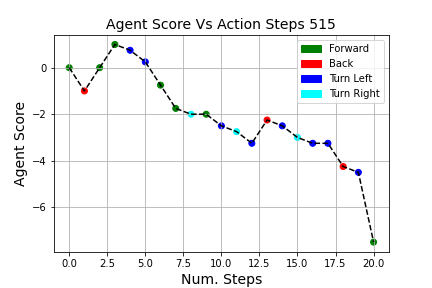 Agent Score Vs Action Steps 515
Forward
Back
Turn Left
Turn Right
Agent Score
0
−2
−4
−6
0.0 2.5 5.0 7.5 10.0 12.5 15.0 17.5 20.0
Num. Steps